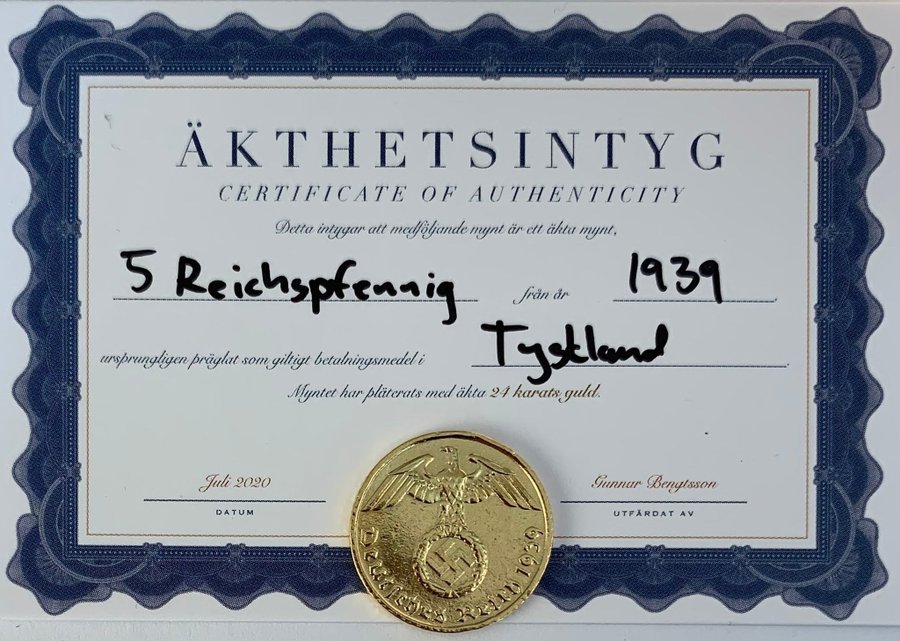 ÄKTHETSINTYG
CERTIFICATE OF AUTHENTICITY
Detta intygar att medföljande mynt är ett äkta mynt,
5 Reichspfennig från år 1939
ursprungligen präglat som giltigt betalningsmedel i Tyskland.
Myntet har pläterats med äkta 24 karats guld.
Juli 2020
DATUM
Gunnar Bengtsson
UTFÄRDAT AV
Deutsches Reich 1939